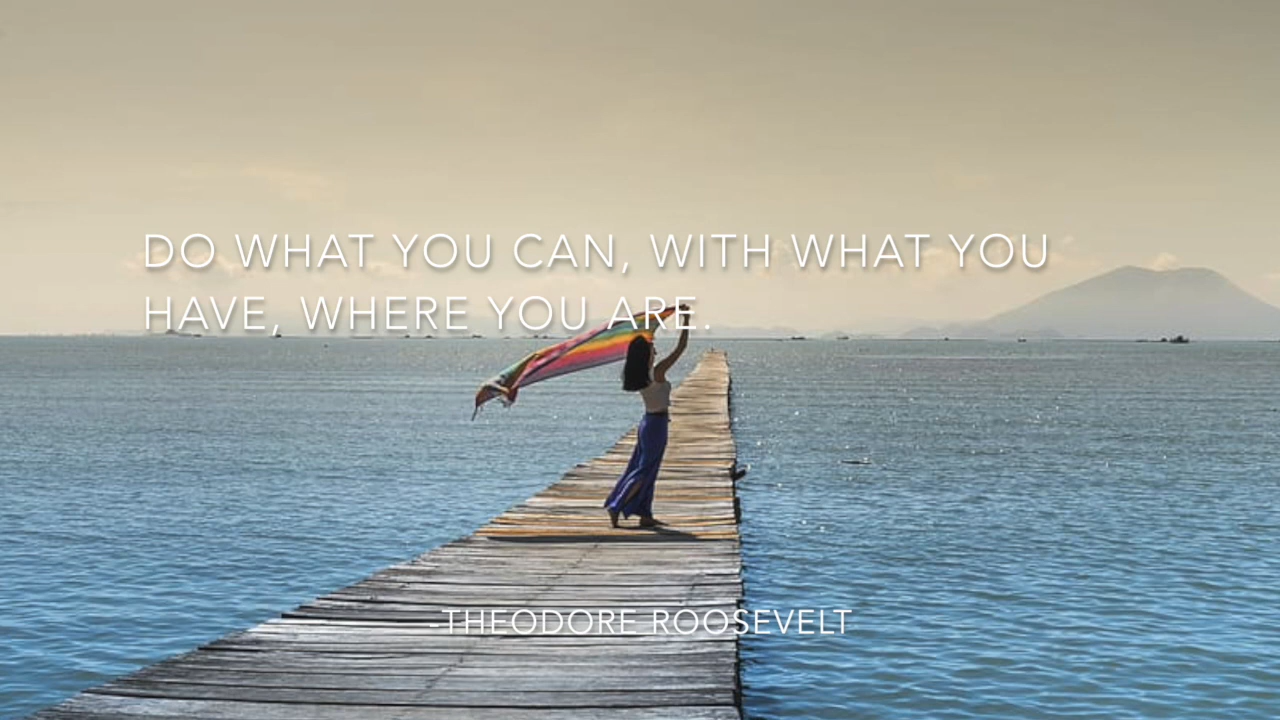 DO WHAT YOU CAN, WITH WHAT YOU
HAVE, WHERE YOU ARE.
-THEODORE ROOSEVELT